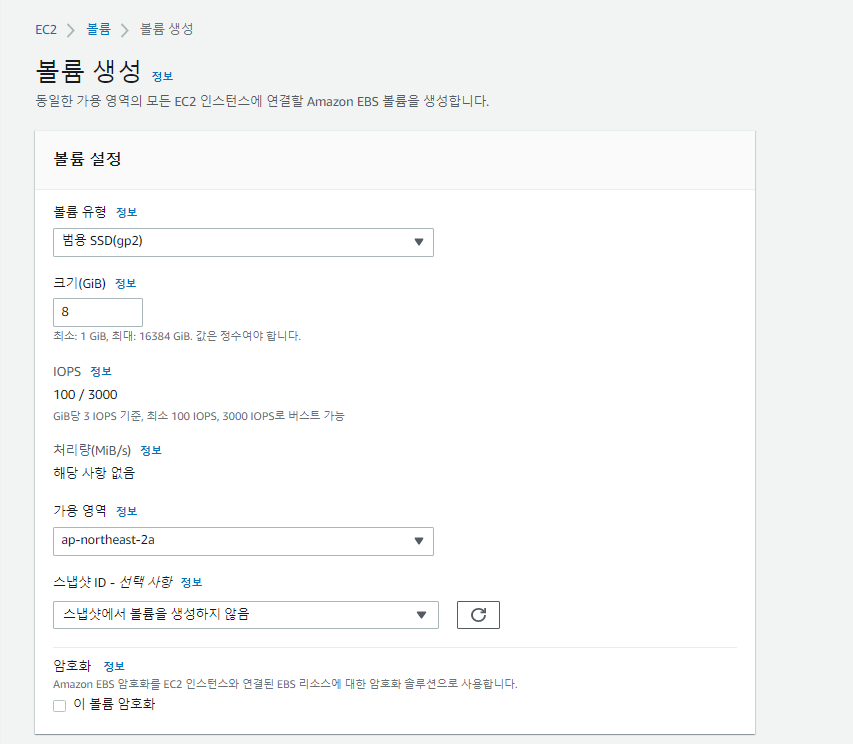 EC2 > 볼륨 > 볼륨 생성
볼륨 생성 정보
동일한 가용 영역의 모든 EC2 인스턴스에 연결할 Amazon EBS 볼륨을 생성합니다.
볼륨 설정
볼륨 유형 정보
범용 SSD(gp2)
크기(GiB) 정보
8
최소: 1 GiB, 최대: 16384 GiB. 값은 정수여야 합니다.
IOPS 정보
100 / 3000
GiB당 3 IOPS 기준, 최소 100 IOPS, 3000 IOPS로 버스트 가능
처리량(MiB/s) 정보
해당 사항 없음
가용 영역 정보
ap-northeast-2a
스냅샷 ID - 선택 사항 정보
스냅샷에서 볼륨을 생성하지 않음
암호화 정보
Amazon EBS 암호화를 EC2 인스턴스와 연결된 EBS 리소스에 대한 암호화 솔루션으로 사용합니다.
이 볼륨 암호화